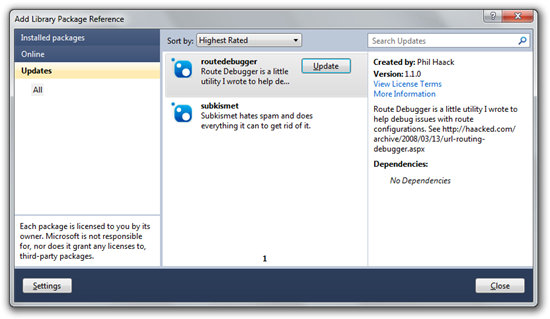 Add Library Package Reference
Installed packages
Online
Updates
All
Each package is licensed to you by its
owner. Microsoft is not responsible
for, nor does it grant any licenses to,
third-party packages.
Sort by: Highest Rated
routedebugger
Route Debugger is a little
utility I wrote to help de...
Update
subkismet
Subkismet hates spam and does
everything it can to get rid of it.
1
Search Updates
Created by: Phil Haack
Version: 1.1.0
View License Terms
More Information
Route Debugger is a little utility I wrote to
help debug issues with route
configurations. See http://haacked.com/
archive/2008/03/13/url-routing-
debugger.aspx
Dependencies:
No Dependencies
Settings
Close